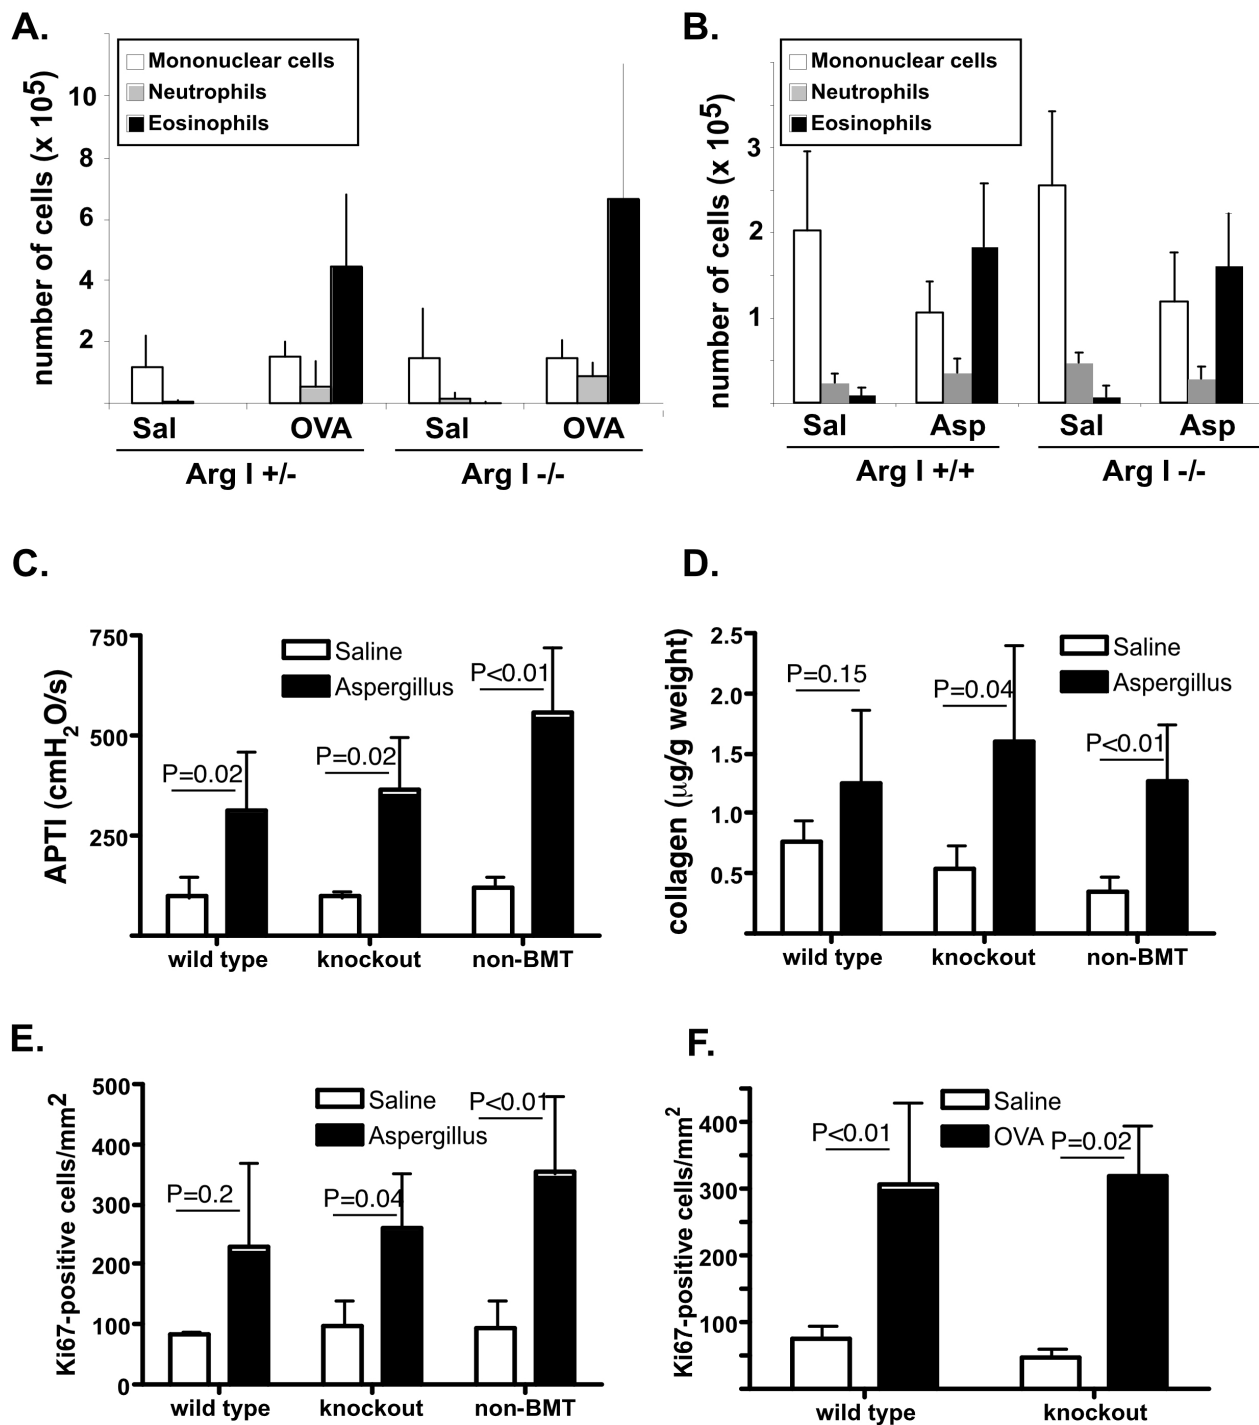 A.
Mononuclear cells
Neutrophils
Eosinophils
number of cells (x 10⁵)
10
8
6
4
2
Sal OVA Sal OVA
Arg I +/- Arg I -/-
B.
Mononuclear cells
Neutrophils
Eosinophils
number of cells (x 10⁵)
3
2
1
Sal Asp Sal Asp
Arg I +/+ Arg I -/-
C.
APTI (cmH₂O/s)
750
500
250
Saline
Aspergillus
P=0.02
P=0.02
P<0.01
wild type knockout non-BMT
D.
collagen (µg/g weight)
2.5
2.0
1.5
1.0
0.5
Saline
Aspergillus
P=0.15
P=0.04
P<0.01
wild type knockout non-BMT
E.
Ki67-positive cells/mm²
500
400
300
200
100
0
Saline
Aspergillus
P=0.2
P=0.04
P<0.01
wild type knockout non-BMT
F.
Ki67-positive cells/mm²
400
300
200
100
Saline
OVA
P<0.01
P=0.02
wild type knockout